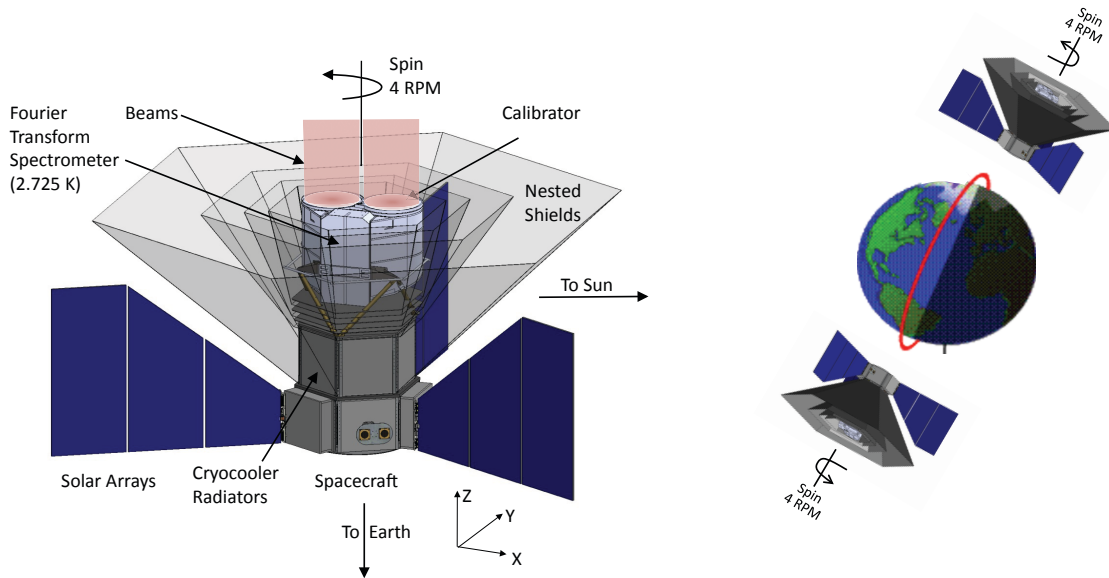 Spin
4 RPM
Fourier
Transform
Spectrometer
(2.725 K)
Beams
Calibrator
Nested
Shields
To Sun
Solar Arrays
Cryocooler
Radiators
Spacecraft
To Earth
Z
Y
X
Spin
4 RPM
Spin
4 RPM